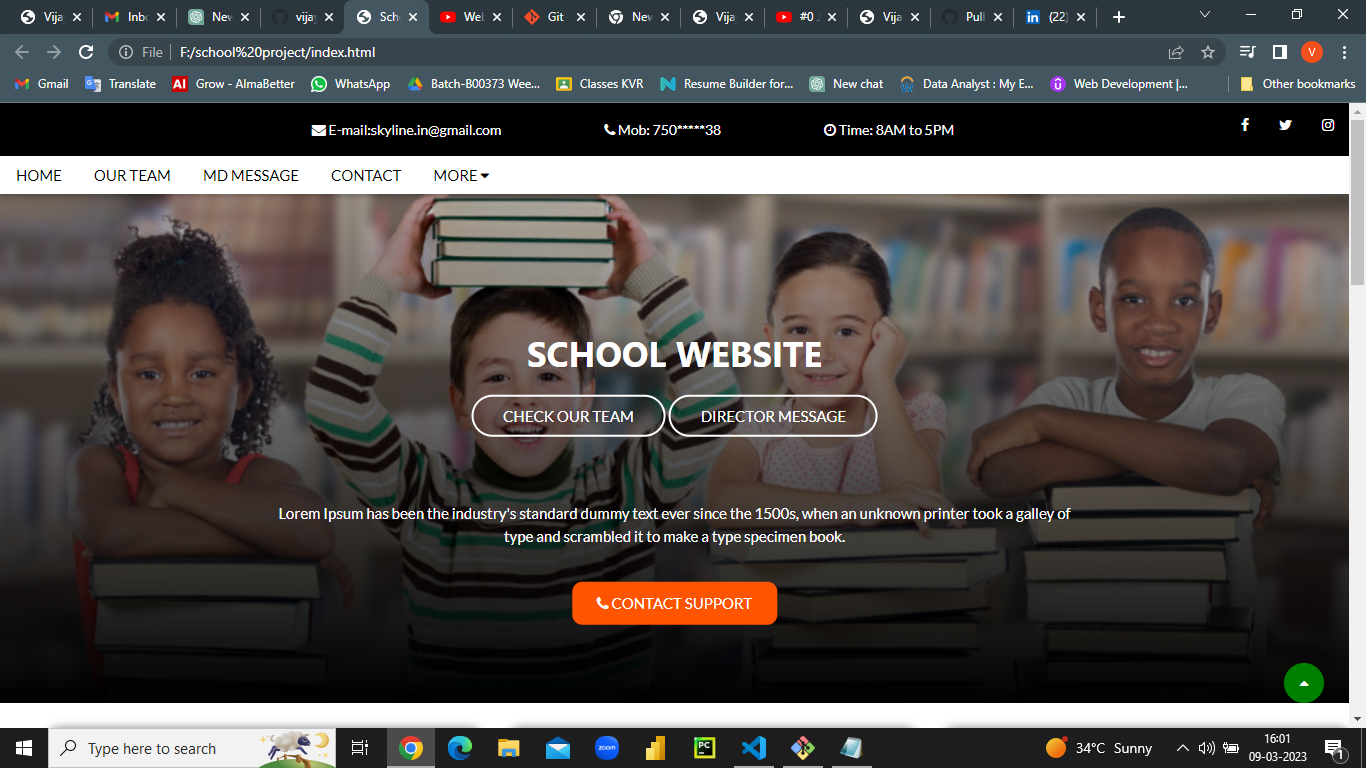 Vija
Inbo
New
vijay
Sch
Web
Git
New
Vija
#0
Vija
Pull
(22)
File
F:/school%20project/index.html
V
Gmail
Translate
Grow - AlmaBetter
WhatsApp
Batch-B00373 Wee...
Classes KVR
Resume Builder for...
New chat
Data Analyst : My E...
Web Development |...
Other bookmarks
E-mail:skyline.in@gmail.com
Mob: 750*****38
Time: 8AM to 5PM
HOME
OUR TEAM
MD MESSAGE
CONTACT
MORE
SCHOOL WEBSITE
CHECK OUR TEAM
DIRECTOR MESSAGE
Lorem Ipsum has been the industry's standard dummy text ever since the 1500s, when an unknown printer took a galley of
type and scrambled it to make a type specimen book.
CONTACT SUPPORT
Type here to search
zoom
PC
34°C Sunny
16:01
09-03-2023
1